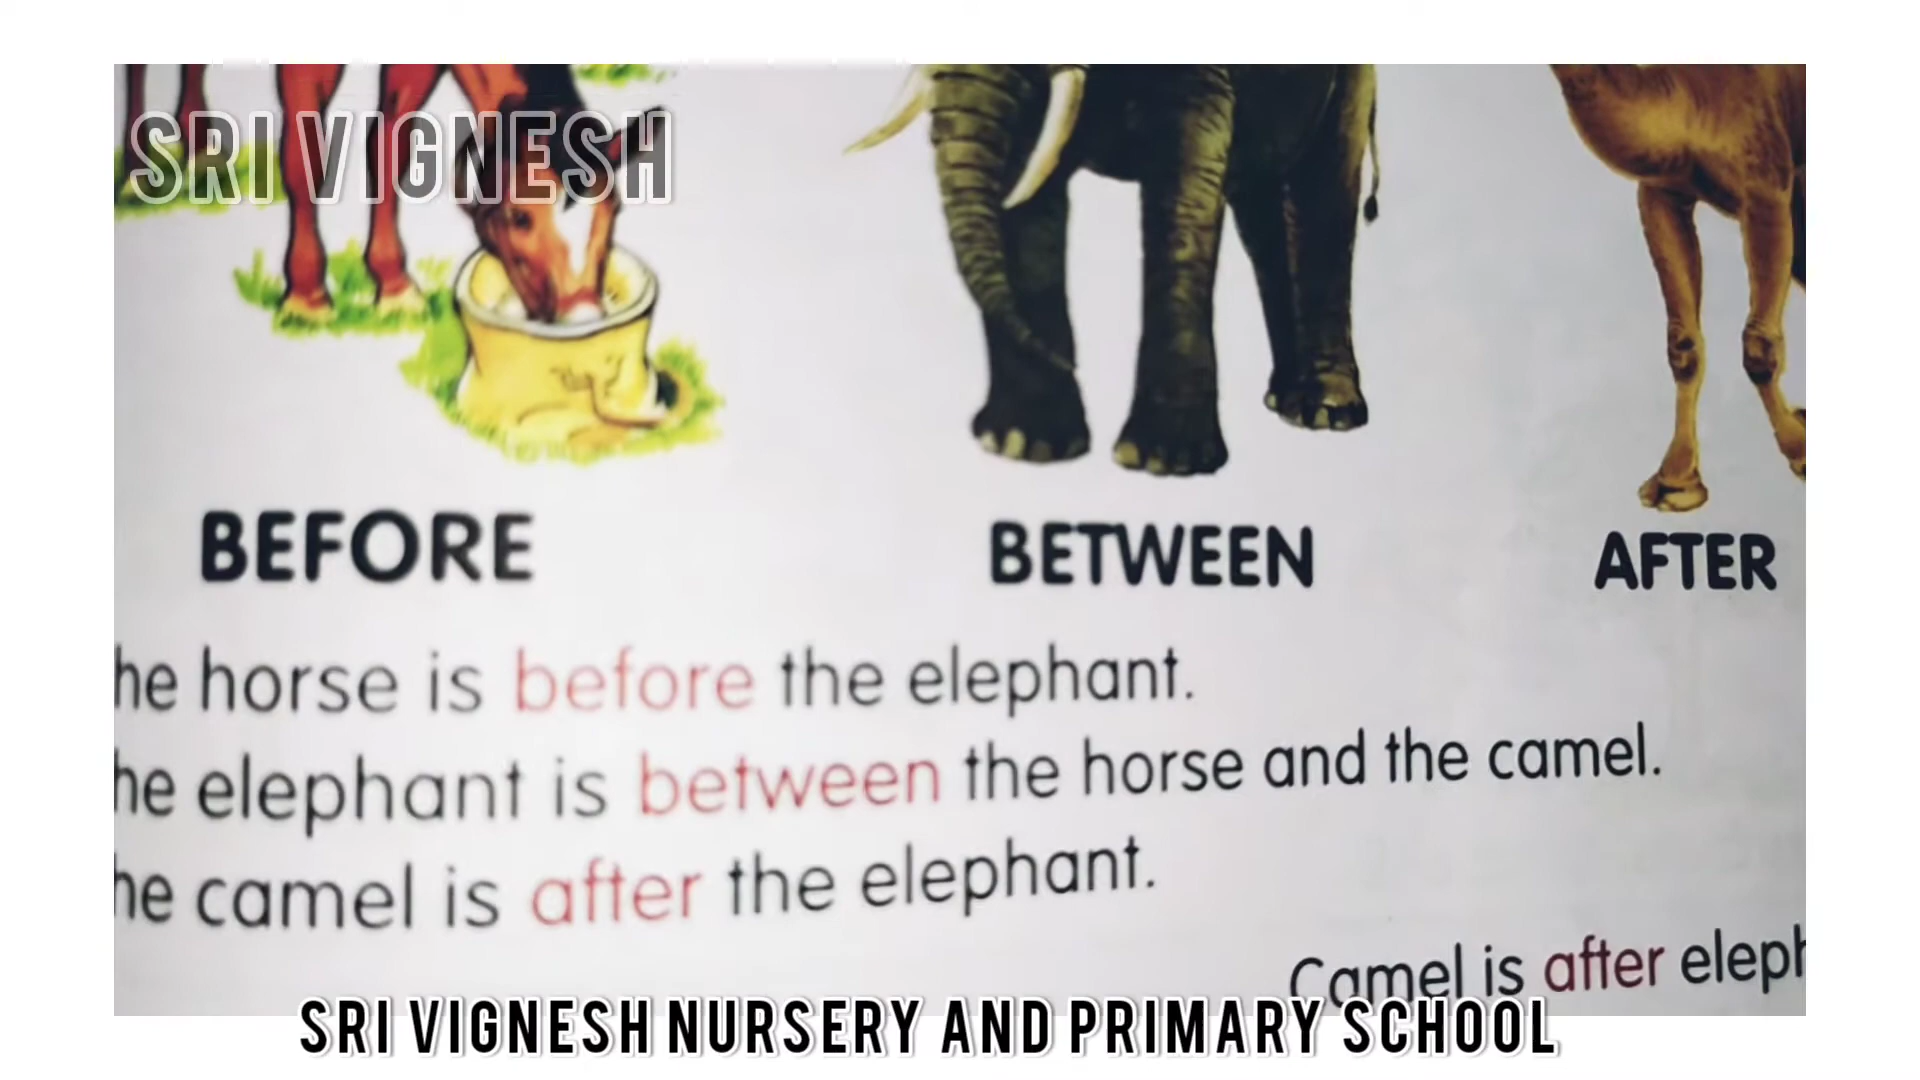 SRI VIGNESH
BEFORE BETWEEN AFTER
he horse is before the elephant.
he elephant is between the horse and the camel.
he camel is after the elephant.
Camel is after eleph
SRI VIGNESH NURSERY AND PRIMARY SCHOOL